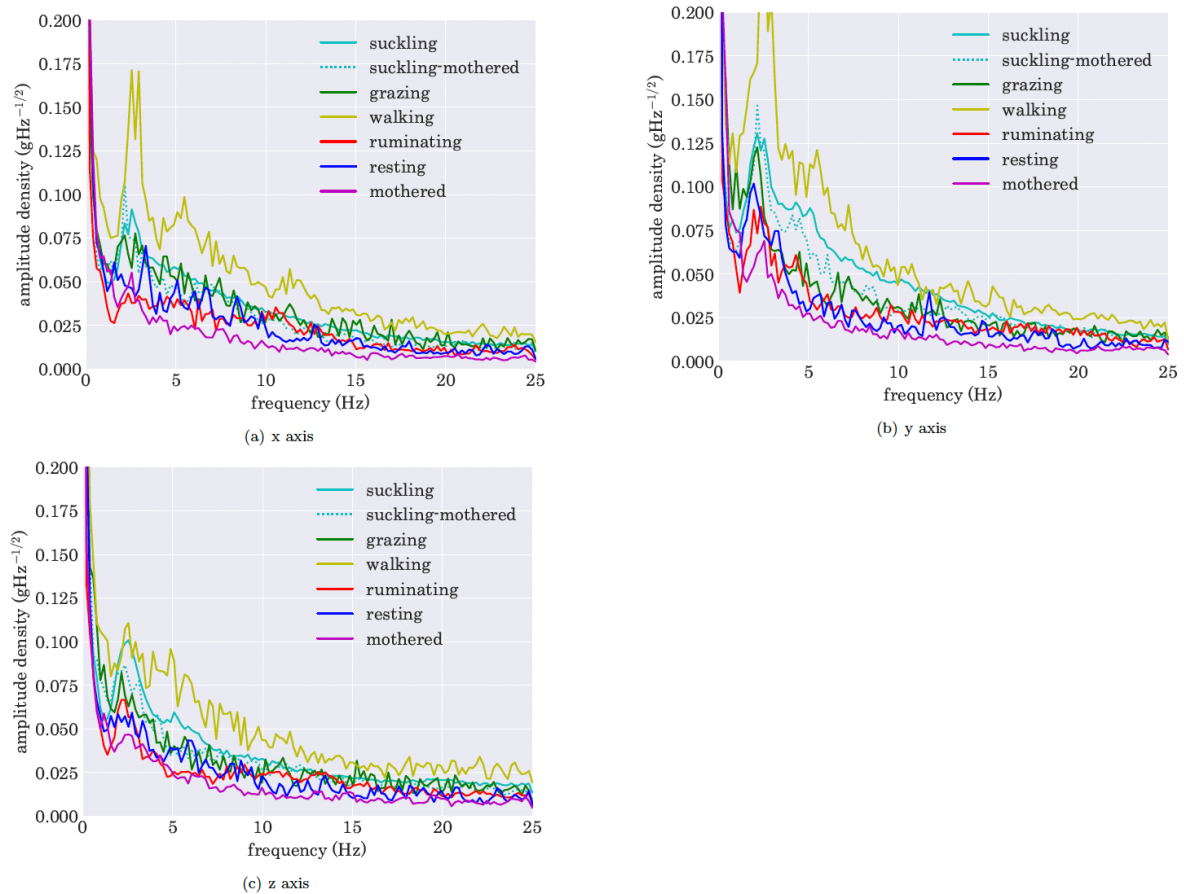 0.200
0.175
0.150
0.125
0.100
0.075
0.050
0.025
0.000
amplitude density (gHz−1/2)
suckling
suckling-mothered
grazing
walking
ruminating
resting
mothered
0 5 10 15 20 25
frequency (Hz)
(a) x axis
0.200
0.175
0.150
0.125
0.100
0.075
0.050
0.025
0.000
amplitude density (gHz−1/2)
suckling
suckling-mothered
grazing
walking
ruminating
resting
mothered
0 5 10 15 20 25
frequency (Hz)
(b) y axis
0.200
0.175
0.150
0.125
0.100
0.075
0.050
0.025
0.000
amplitude density (gHz−1/2)
suckling
suckling-mothered
grazing
walking
ruminating
resting
mothered
0 5 10 15 20 25
frequency (Hz)
(c) z axis